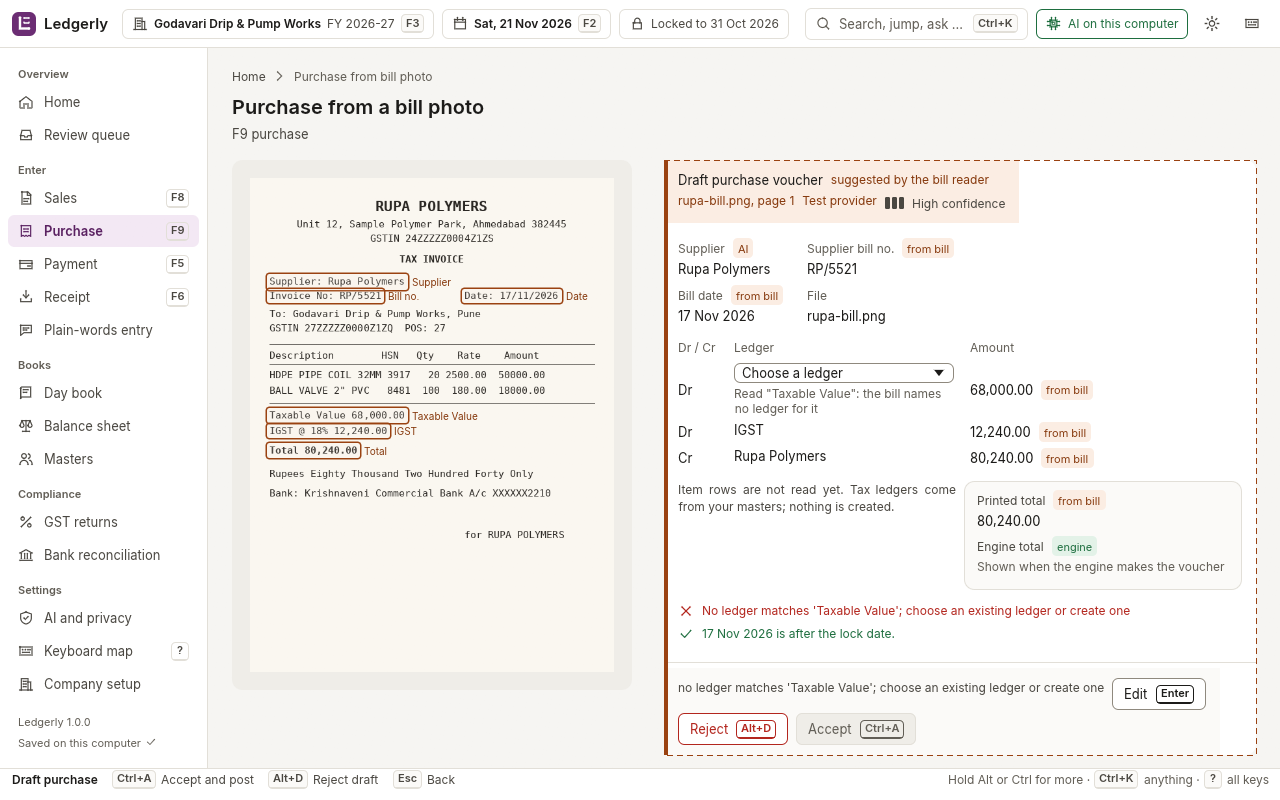 Ledgerly
Godavari Drip & Pump Works FY 2026-27 F3
Sat, 21 Nov 2026 F2
Locked to 31 Oct 2026
Search, jump, ask ... Ctrl+K
AI on this computer
Overview
Home
Review queue
Enter
Sales F8
Purchase F9
Payment F5
Receipt F6
Plain-words entry
Books
Day book
Balance sheet
Masters
Compliance
GST returns
Bank reconciliation
Settings
AI and privacy
Keyboard map ?
Company setup
Ledgerly 1.0.0
Saved on this computer
Home > Purchase from bill photo
Purchase from a bill photo
F9 purchase
RUPA POLYMERS
Unit 12, Sample Polymer Park, Ahmedabad 382445
GSTIN 24ZZZZZ0004Z1ZS
TAX INVOICE
Supplier: Rupa Polymers Supplier
Invoice No: RP/5521 Bill no. Date: 17/11/2026 Date
To: Godavari Drip & Pump Works, Pune
GSTIN 27ZZZZZ0000Z1ZQ POS: 27
Description HSN Qty Rate Amount
HDPE PIPE COIL 32MM 3917 20 2500.00 50000.00
BALL VALVE 2" PVC 8481 100 180.00 18000.00
Taxable Value 68,000.00 Taxable Value
IGST @ 18% 12,240.00 IGST
Total 80,240.00 Total
Rupees Eighty Thousand Two Hundred Forty Only
Bank: Krishnaveni Commercial Bank A/c XXXXXX2210
for RUPA POLYMERS
Draft purchase voucher suggested by the bill reader
rupa-bill.png, page 1 Test provider High confidence
Supplier AI Supplier bill no. from bill
Rupa Polymers RP/5521
Bill date from bill File
17 Nov 2026 rupa-bill.png
Dr / Cr Ledger Amount
Choose a ledger
Dr 68,000.00 from bill
Read "Taxable Value": the bill names
no ledger for it
Dr IGST 12,240.00 from bill
Cr Rupa Polymers 80,240.00 from bill
Item rows are not read yet. Tax ledgers come
from your masters; nothing is created.
Printed total from bill
80,240.00
Engine total engine
Shown when the engine makes the voucher
No ledger matches 'Taxable Value'; choose an existing ledger or create one
17 Nov 2026 is after the lock date.
no ledger matches 'Taxable Value'; choose an existing ledger or create one
Edit Enter
Reject Alt+D Accept Ctrl+A
Draft purchase Ctrl+A Accept and post Alt+D Reject draft Esc Back
Hold Alt or Ctrl for more · Ctrl+K anything · ? all keys